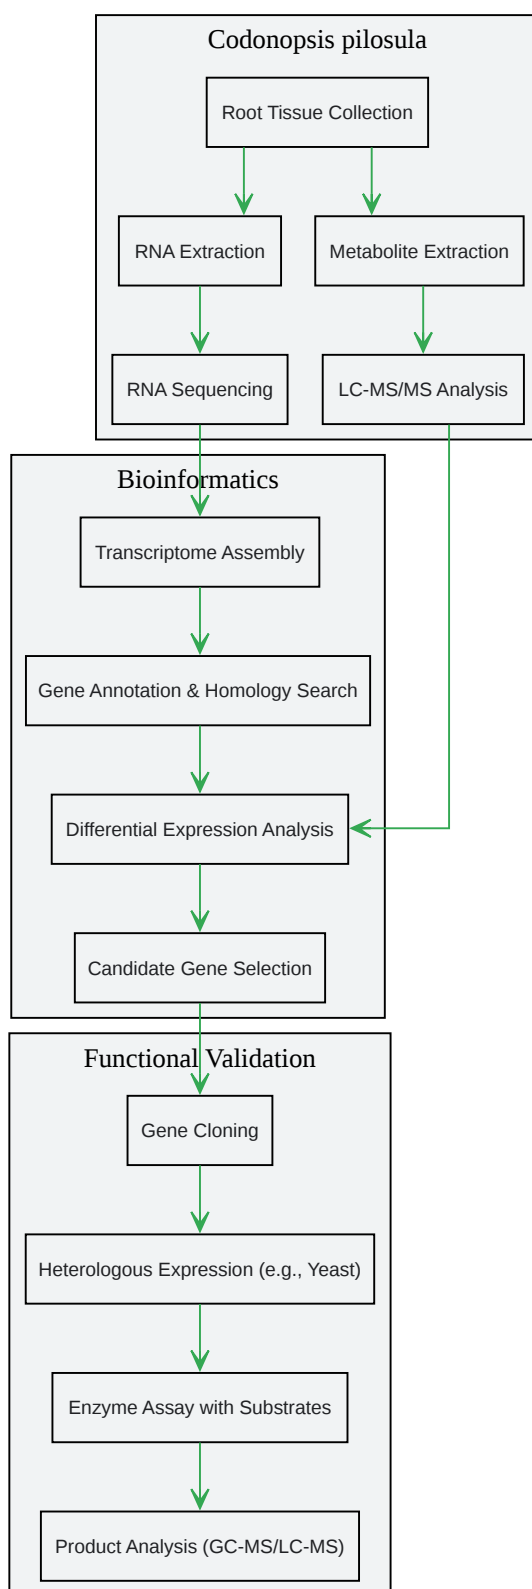 Codonopsis pilosula
Root Tissue Collection
RNA Extraction
Metabolite Extraction
RNA Sequencing
LC-MS/MS Analysis
Bioinformatics
Transcriptome Assembly
Gene Annotation & Homology Search
Differential Expression Analysis
Candidate Gene Selection
Functional Validation
Gene Cloning
Heterologous Expression (e.g., Yeast)
Enzyme Assay with Substrates
Product Analysis (GC-MS/LC-MS)